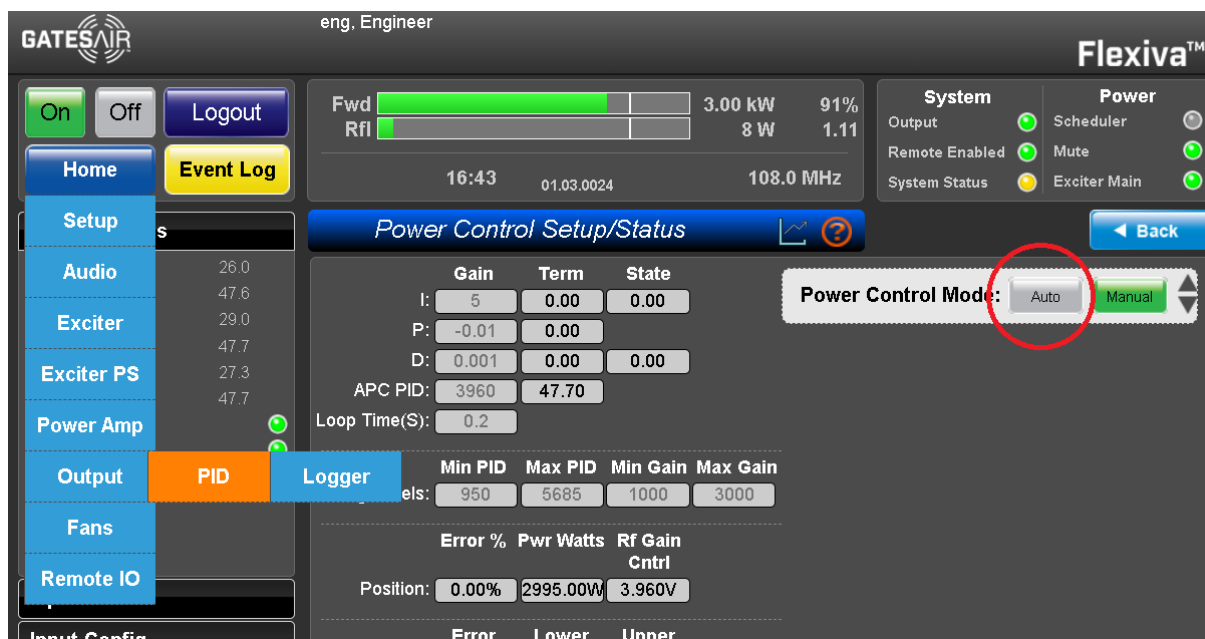 eng, Engineer
GATESAIR
Flexiva™
On Off Logout
Home Event Log
Fwd 3.00 kW 91%
Rfl 8 W 1.11
16:43 01.03.0024 108.0 MHz
System Power
Output Scheduler
Remote Enabled Mute
System Status Exciter Main
Setup s
Audio 26.0
47.6
Exciter 29.0
47.7
Exciter PS 27.3
47.7
Power Amp
Output PID Logger
Fans
Remote IO
Input Config
Power Control Setup/Status ?
Back
Gain Term State
I: 5 0.00 0.00
P: -0.01 0.00
D: 0.001 0.00 0.00
APC PID: 3960 47.70
Loop Time(S): 0.2
Min PID Max PID Min Gain Max Gain
els: 950 5685 1000 3000
Error % Pwr Watts Rf Gain
Cntrl
Position: 0.00% 2995.00W 3.960V
Error Lower Upper
Power Control Mode: Auto Manual